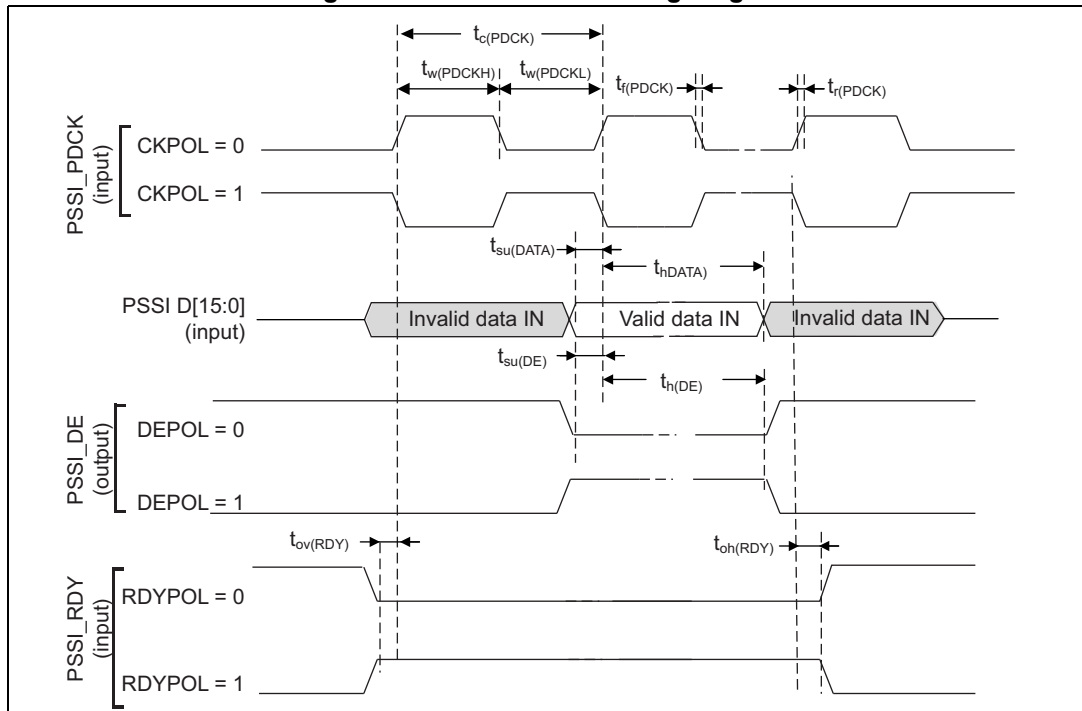 tc(PDCK)
tw(PDCKH) tw(PDCKL) tf(PDCK) tr(PDCK)
PSSI_PDCK
(input)
CKPOL = 0
CKPOL = 1
tsu(DATA) thDATA)
PSSI D[15:0]
(input)
Invalid data IN Valid data IN Invalid data IN
tsu(DE) th(DE)
PSSI_DE
(output)
DEPOL = 0
DEPOL = 1
tov(RDY) toh(RDY)
PSSI_RDY
(input)
RDYPOL = 0
RDYPOL = 1